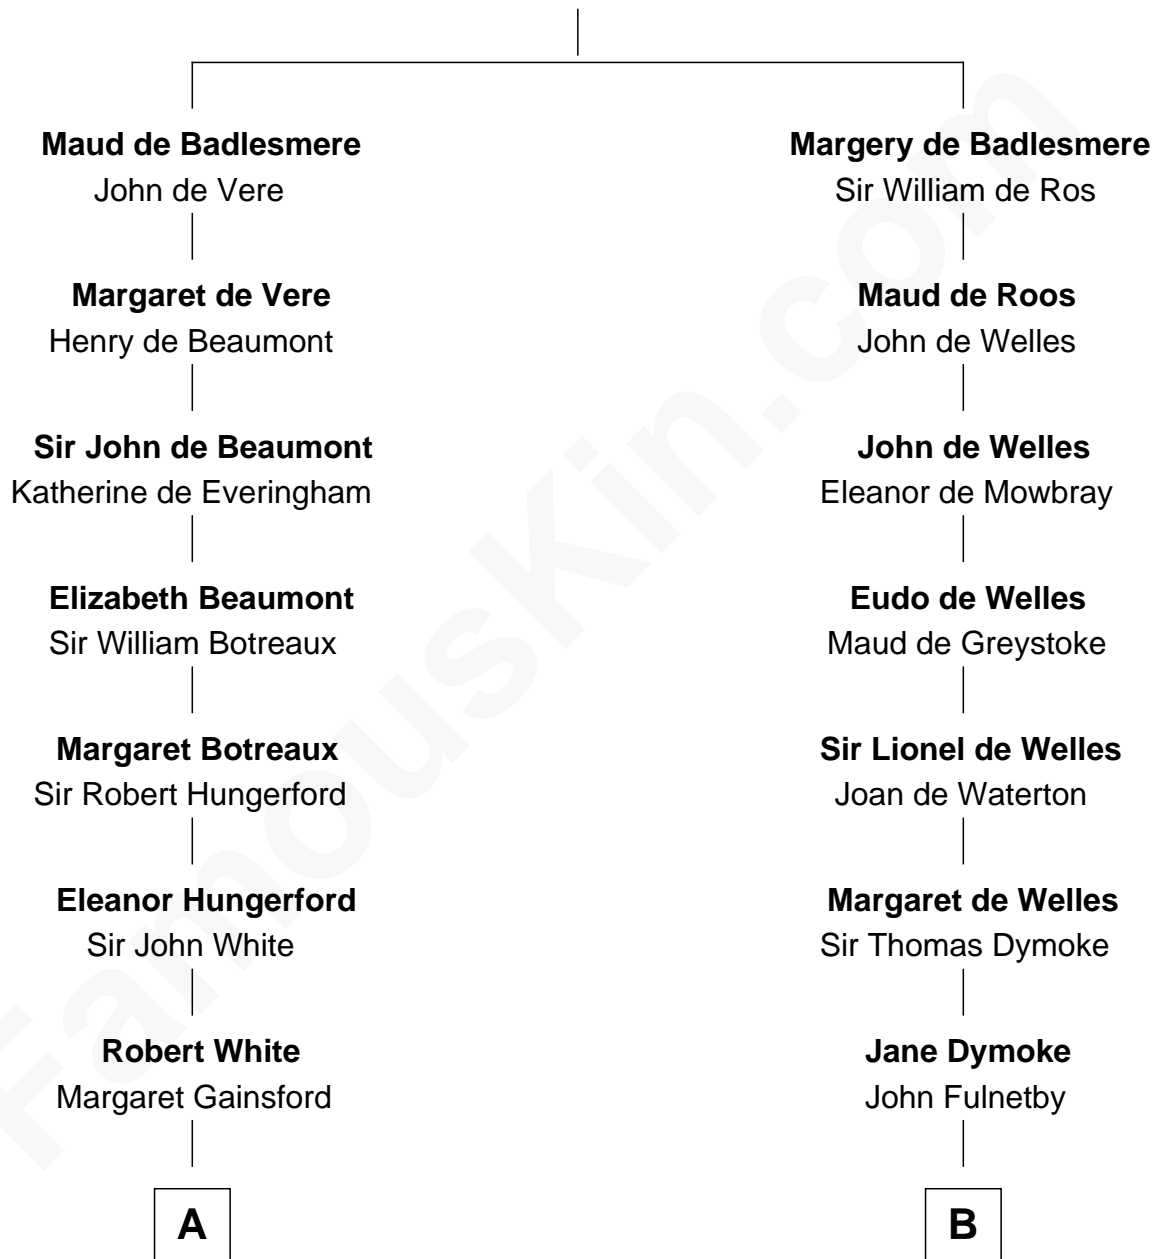 Maud de Badlesmere
John de Vere
Margaret de Vere
Henry de Beaumont
Sir John de Beaumont
Katherine de Everingham
Elizabeth Beaumont
Sir William Botreaux
Margaret Botreaux
Sir Robert Hungerford
Eleanor Hungerford
Sir John White
Robert White
Margaret Gainsford
A
Margery de Badlesmere
Sir William de Ros
Maud de Roos
John de Welles
John de Welles
Eleanor de Mowbray
Eudo de Welles
Maud de Greystoke
Sir Lionel de Welles
Joan de Waterton
Margaret de Welles
Sir Thomas Dymoke
Jane Dymoke
John Fulnetby
B
FamousKin.com